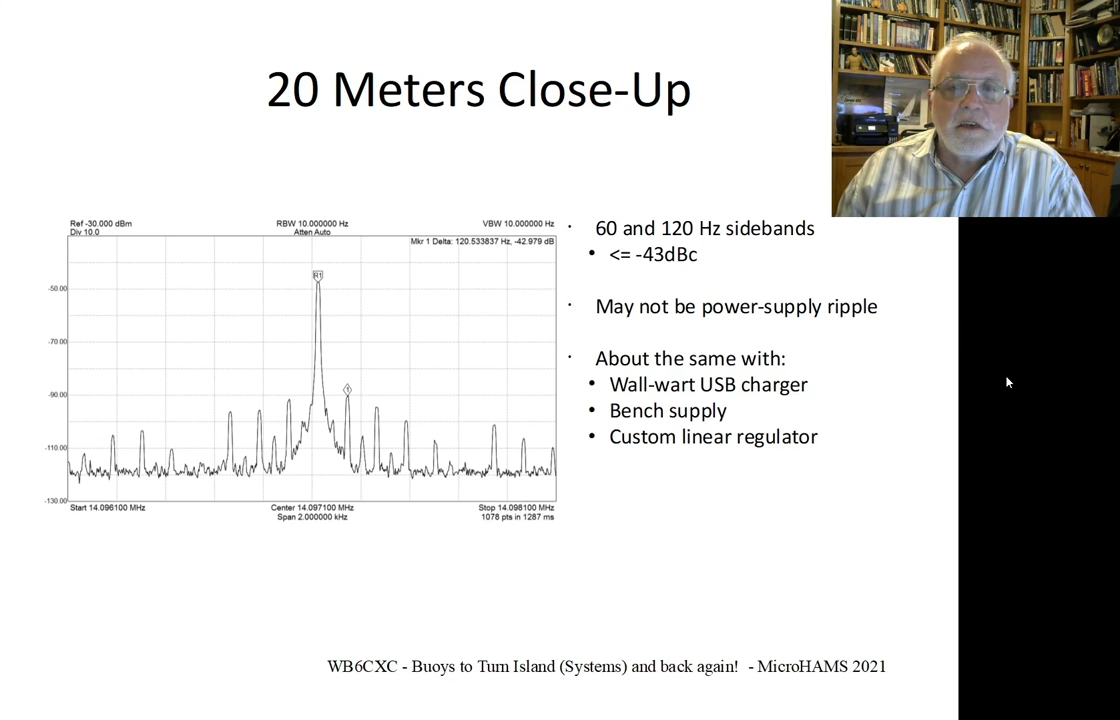 20 Meters Close-Up
Ref -30.000 dBm
Div 10.0
RBW 10.000000 Hz
Atten Auto
VBW 10.000000 Hz
Mkr 1 Delta: 120.533837 Hz, -42.979 dB
R1
1
-50.00
-70.00
-90.00
-110.00
-130.00
Start 14.096100 MHz
Center 14.097100 MHz
Span 2.000000 kHz
Stop 14.098100 MHz
1078 pts in 1287 ms
· 60 and 120 Hz sidebands
• <= -43dBc
· May not be power-supply ripple
· About the same with:
• Wall-wart USB charger
• Bench supply
• Custom linear regulator
WB6CXC - Buoys to Turn Island (Systems) and back again! - MicroHAMS 2021